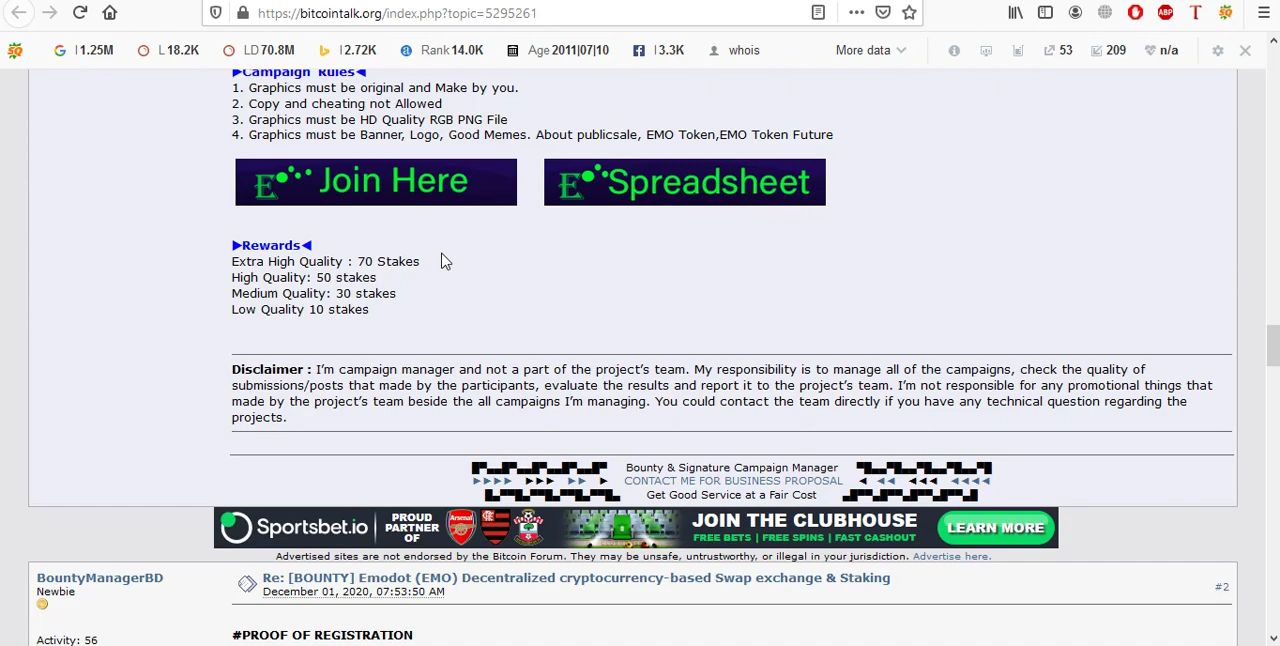 https://bitcointalk.org/index.php?topic=5295261
ABP
T
SQ
SQ
G I 1.25M
L 18.2K
LD 70.8M
I 2.72K
a Rank 14.0K
Age 2011|07|10
I 3.3K
whois
More data
53
209
n/a
▶Campaign Rules◀
1. Graphics must be original and Make by you.
2. Copy and cheating not Allowed
3. Graphics must be HD Quality RGB PNG File
4. Graphics must be Banner, Logo, Good Memes. About publicsale, EMO Token,EMO Token Future
E Join Here
E Spreadsheet
▶Rewards◀
Extra High Quality : 70 Stakes
High Quality: 50 stakes
Medium Quality: 30 stakes
Low Quality 10 stakes
Disclaimer : I’m campaign manager and not a part of the project’s team. My responsibility is to manage all of the campaigns, check the quality of
submissions/posts that made by the participants, evaluate the results and report it to the project’s team. I’m not responsible for any promotional things that
made by the project’s team beside the all campaigns I’m managing. You could contact the team directly if you have any technical question regarding the
projects.
Bounty & Signature Campaign Manager
▶▶▶▶ ▶▶▶ ▶▶ ▶ CONTACT ME FOR BUSINESS PROPOSAL ◀ ◀◀ ◀◀◀ ◀◀◀◀
Get Good Service at a Fair Cost
Sportsbet.io
PROUD
PARTNER
OF
Arsenal
JOIN THE CLUBHOUSE
FREE BETS | FREE SPINS | FAST CASHOUT
LEARN MORE
Advertised sites are not endorsed by the Bitcoin Forum. They may be unsafe, untrustworthy, or illegal in your jurisdiction. Advertise here.
BountyManagerBD
Newbie
Activity: 56
Re: [BOUNTY] Emodot (EMO) Decentralized cryptocurrency-based Swap exchange & Staking
December 01, 2020, 07:53:50 AM
#2
#PROOF OF REGISTRATION